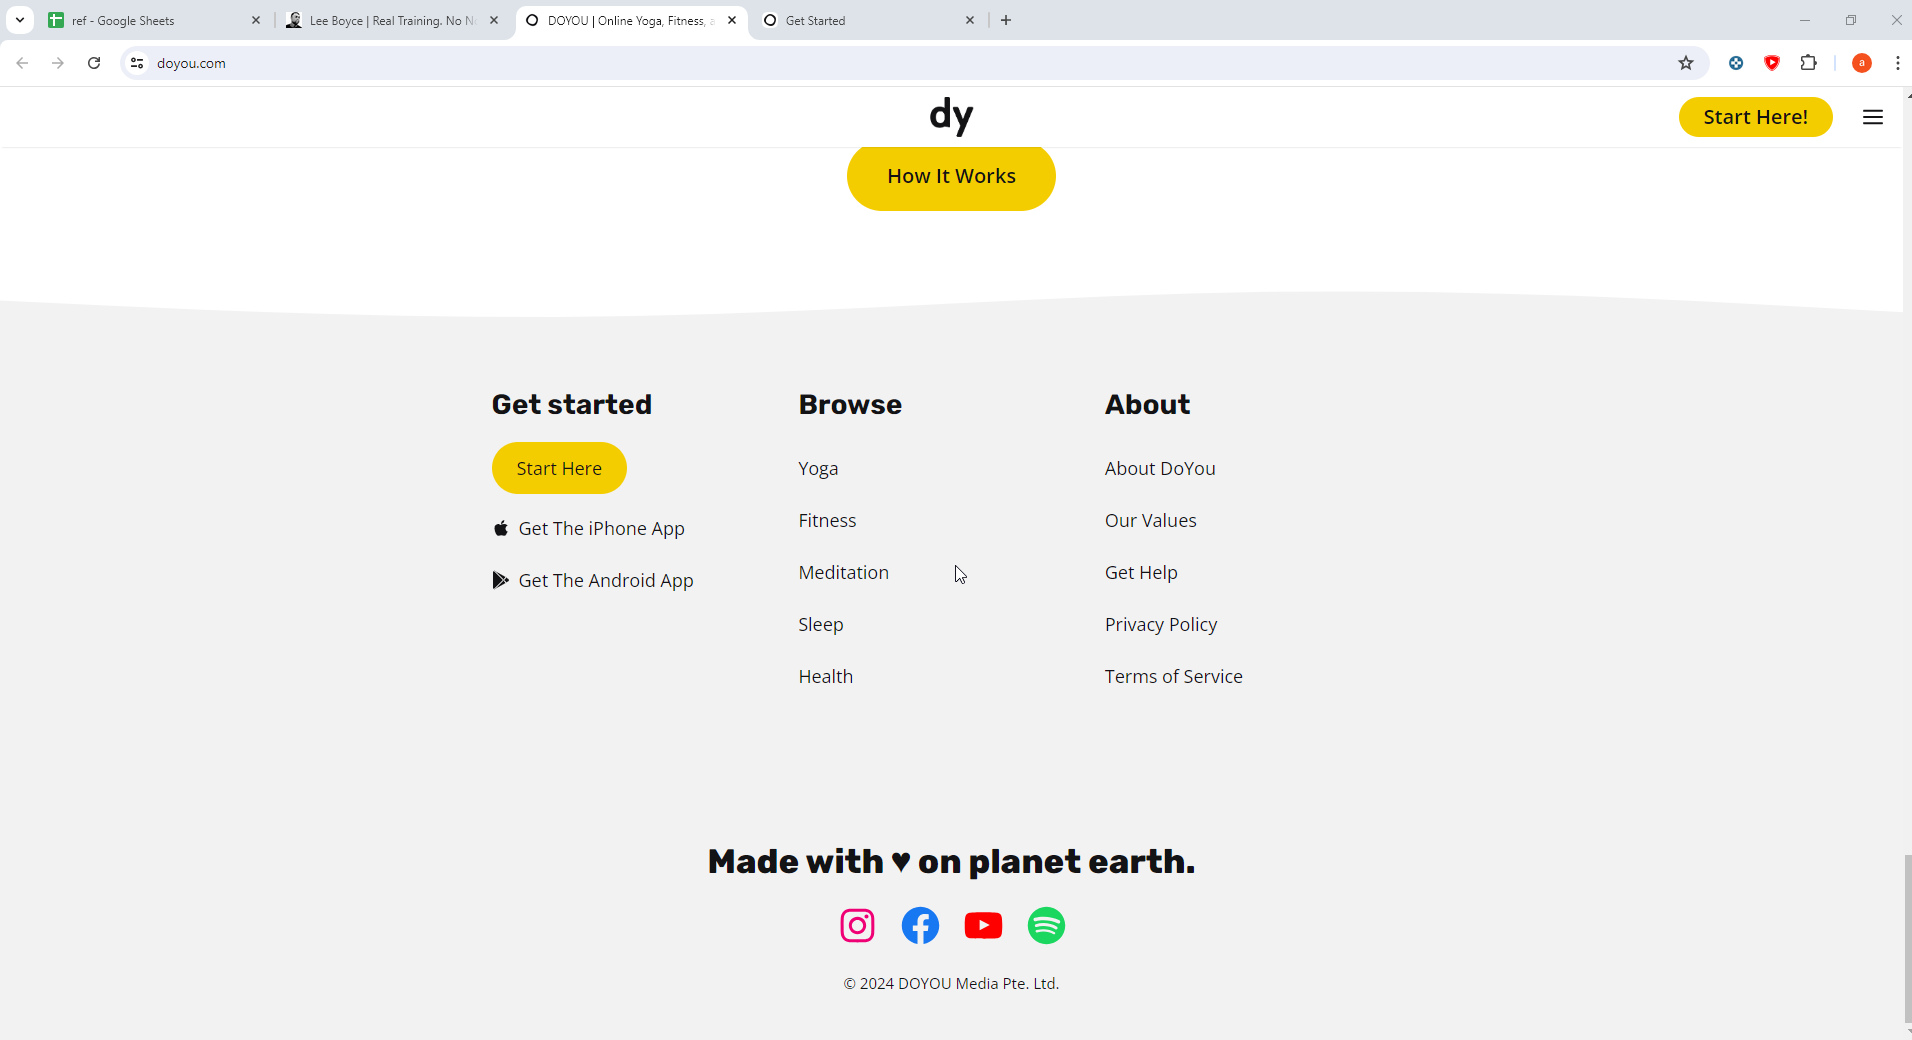 ref - Google Sheets
Lee Boyce | Real Training. No N
DOYOU | Online Yoga, Fitness,
Get Started
doyou.com
a
dy
Start Here!
How It Works
Get started
Browse
About
Start Here
Yoga
About DoYou
Get The iPhone App
Fitness
Our Values
Get The Android App
Meditation
Get Help
Sleep
Privacy Policy
Health
Terms of Service
Made with ♥ on planet earth.
© 2024 DOYOU Media Pte. Ltd.